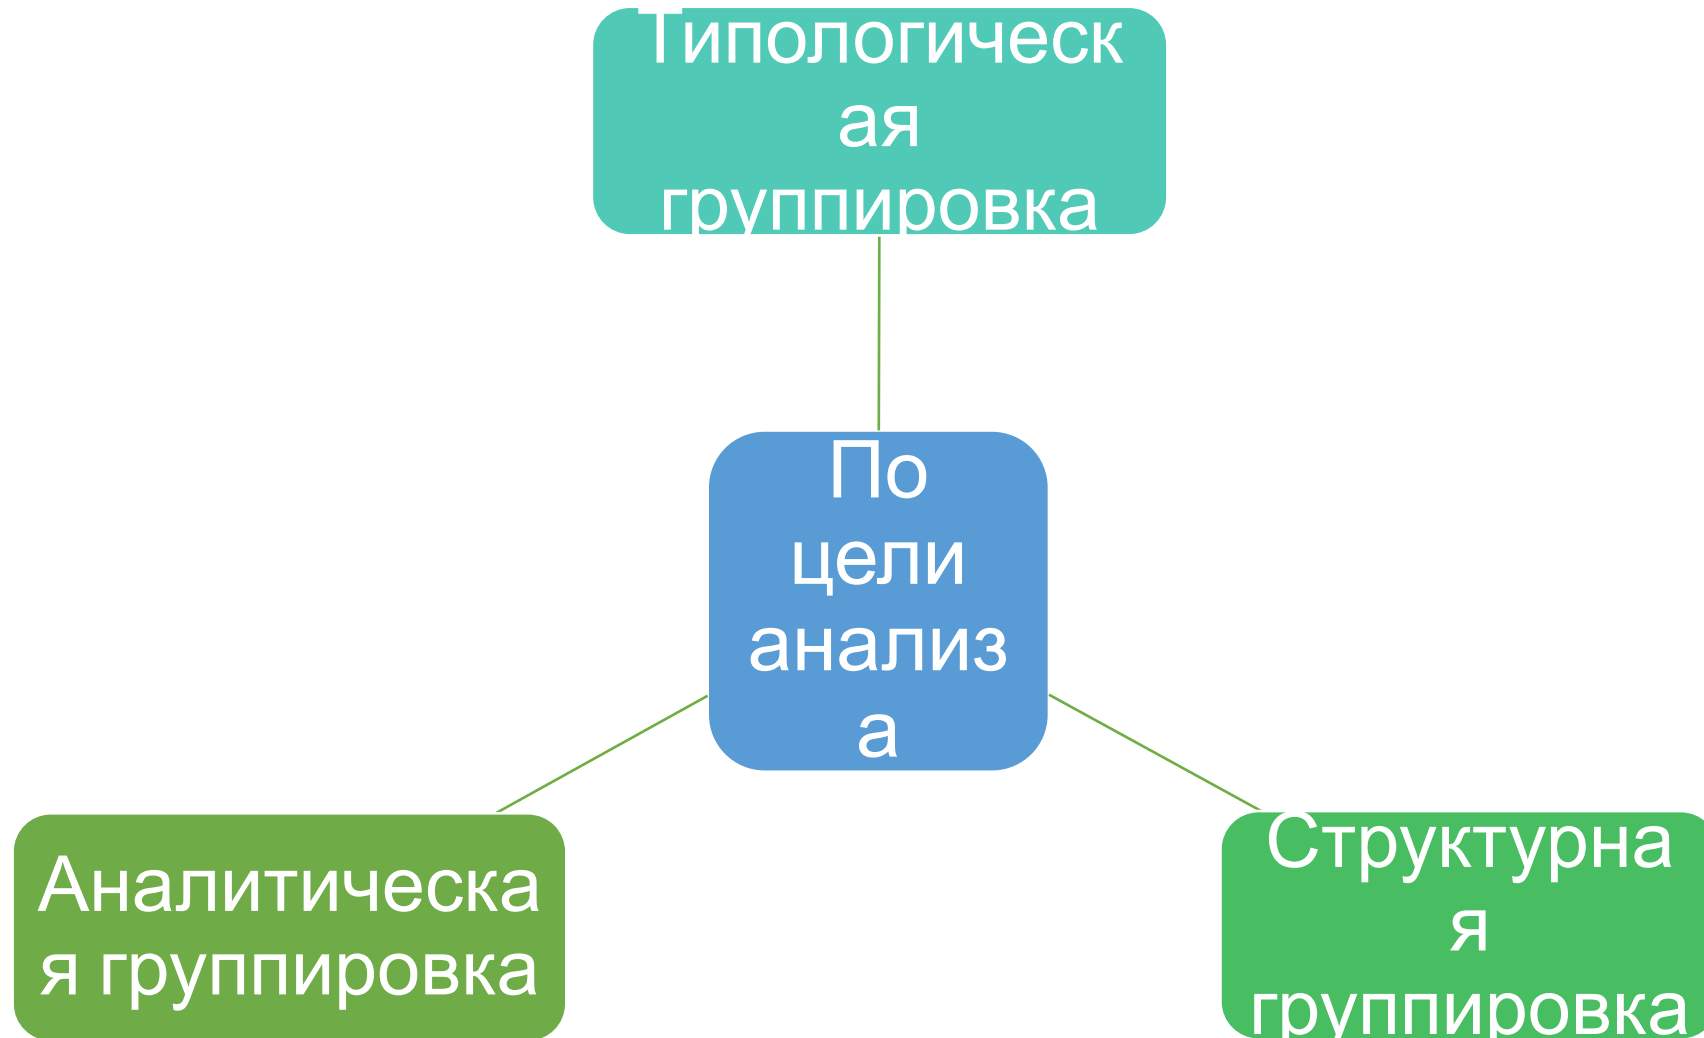 Типологическ
ая
группировка
По
цели
анализ
а
Аналитическа
я группировка
Структурна
я
группировка